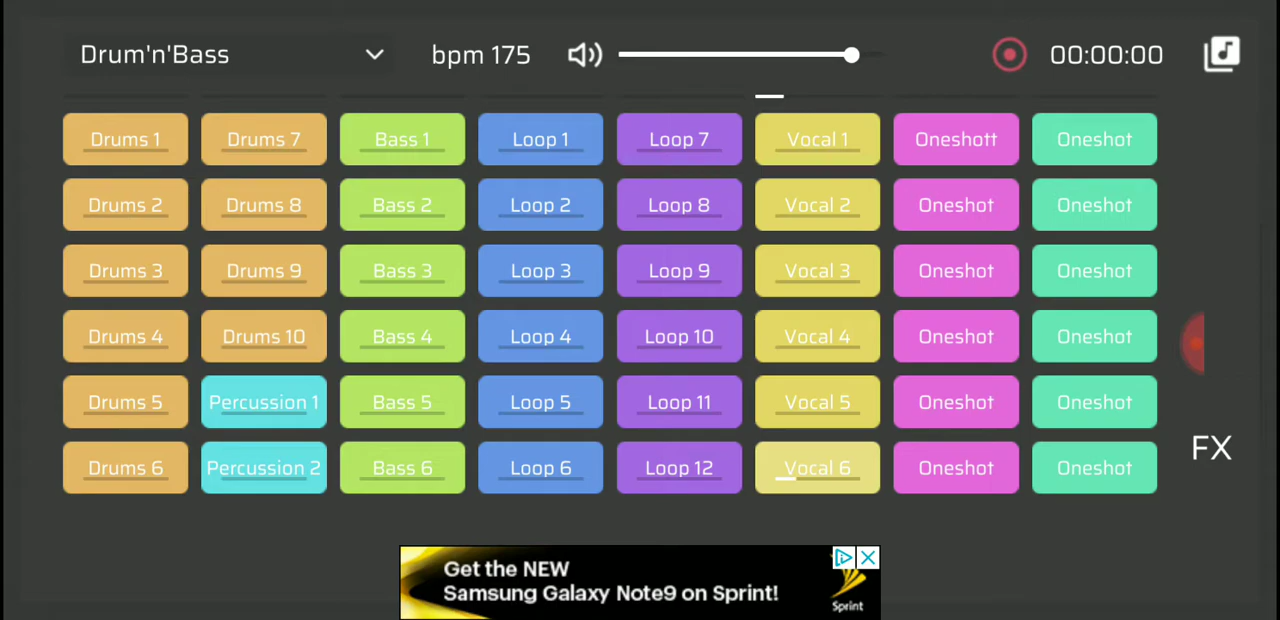 Drum'n'Bass bpm 175 00:00:00
Drums 1 Drums 7 Bass 1 Loop 1 Loop 7 Vocal 1 Oneshott Oneshot
Drums 2 Drums 8 Bass 2 Loop 2 Loop 8 Vocal 2 Oneshot Oneshot
Drums 3 Drums 9 Bass 3 Loop 3 Loop 9 Vocal 3 Oneshot Oneshot
Drums 4 Drums 10 Bass 4 Loop 4 Loop 10 Vocal 4 Oneshot Oneshot
Drums 5 Percussion 1 Bass 5 Loop 5 Loop 11 Vocal 5 Oneshot Oneshot
Drums 6 Percussion 2 Bass 6 Loop 6 Loop 12 Vocal 6 Oneshot Oneshot
FX
Get the NEW
Samsung Galaxy Note9 on Sprint!
Sprint